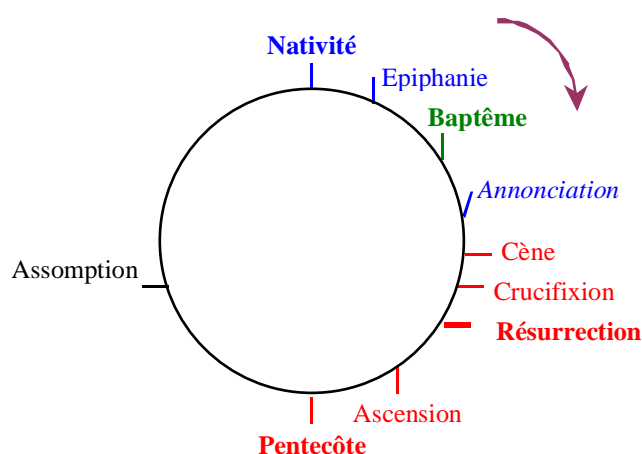 Nativité
Epiphanie
Baptême
Annonciation
Cène
Assomption
Crucifixion
Résurrection
Ascension
Pentecôte